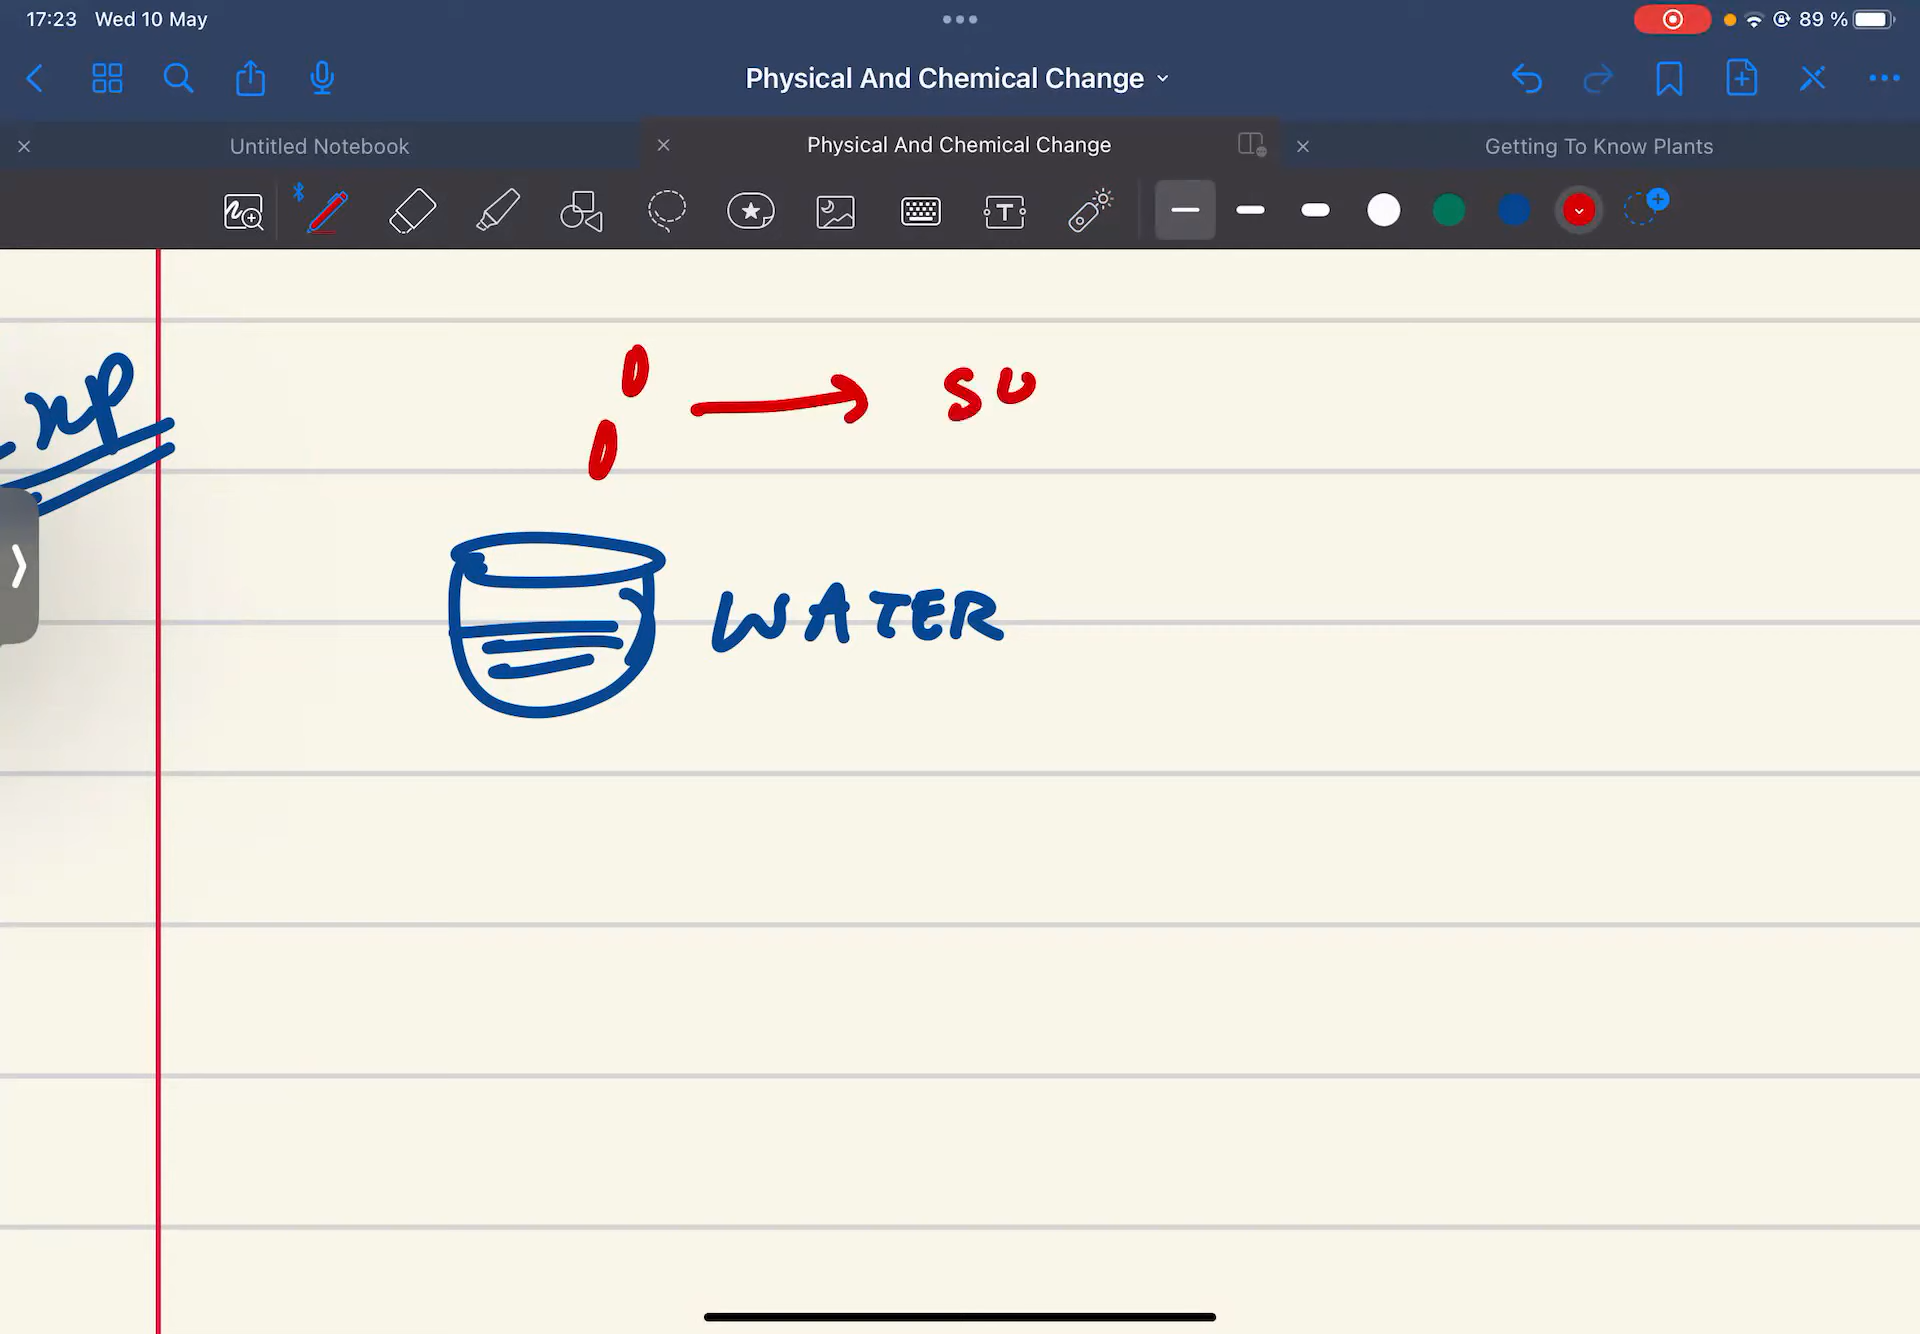 17:23 Wed 10 May
89 %
Physical And Chemical Change
Untitled Notebook
Physical And Chemical Change
Getting To Know Plants
T
xp
SU
WATER